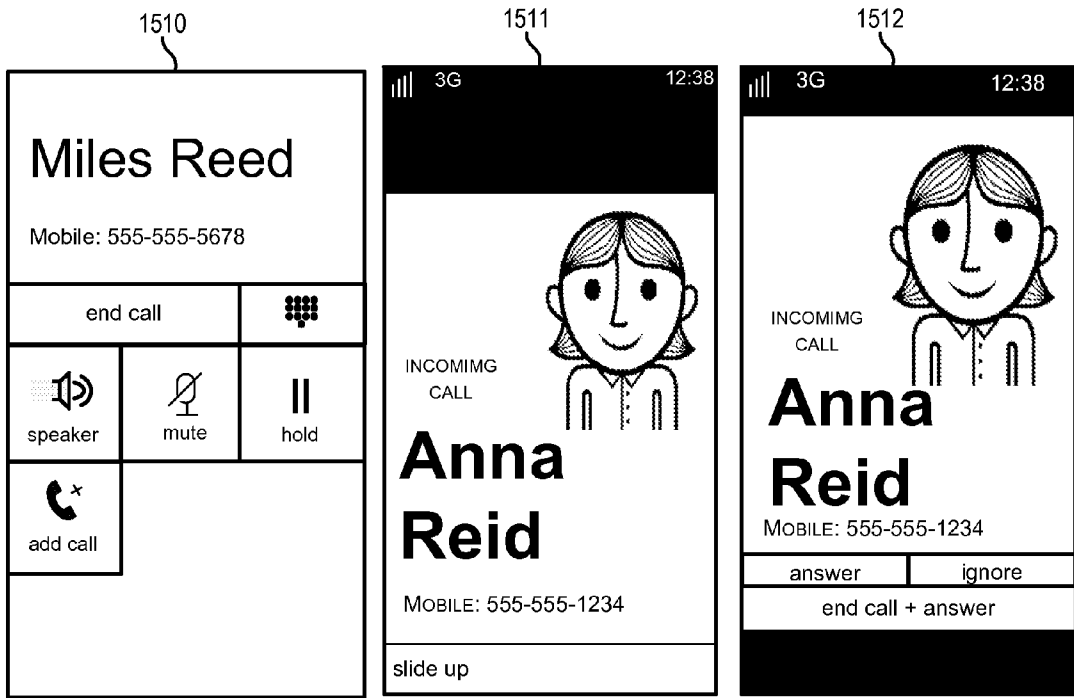 1510
Miles Reed
Mobile: 555-555-5678
end call
speaker
mute
hold
add call
1511
3G
12:38
INCOMIMG
CALL
Anna
Reid
MOBILE: 555-555-1234
slide up
1512
3G
12:38
INCOMIMG
CALL
Anna
Reid
MOBILE: 555-555-1234
answer
ignore
end call + answer